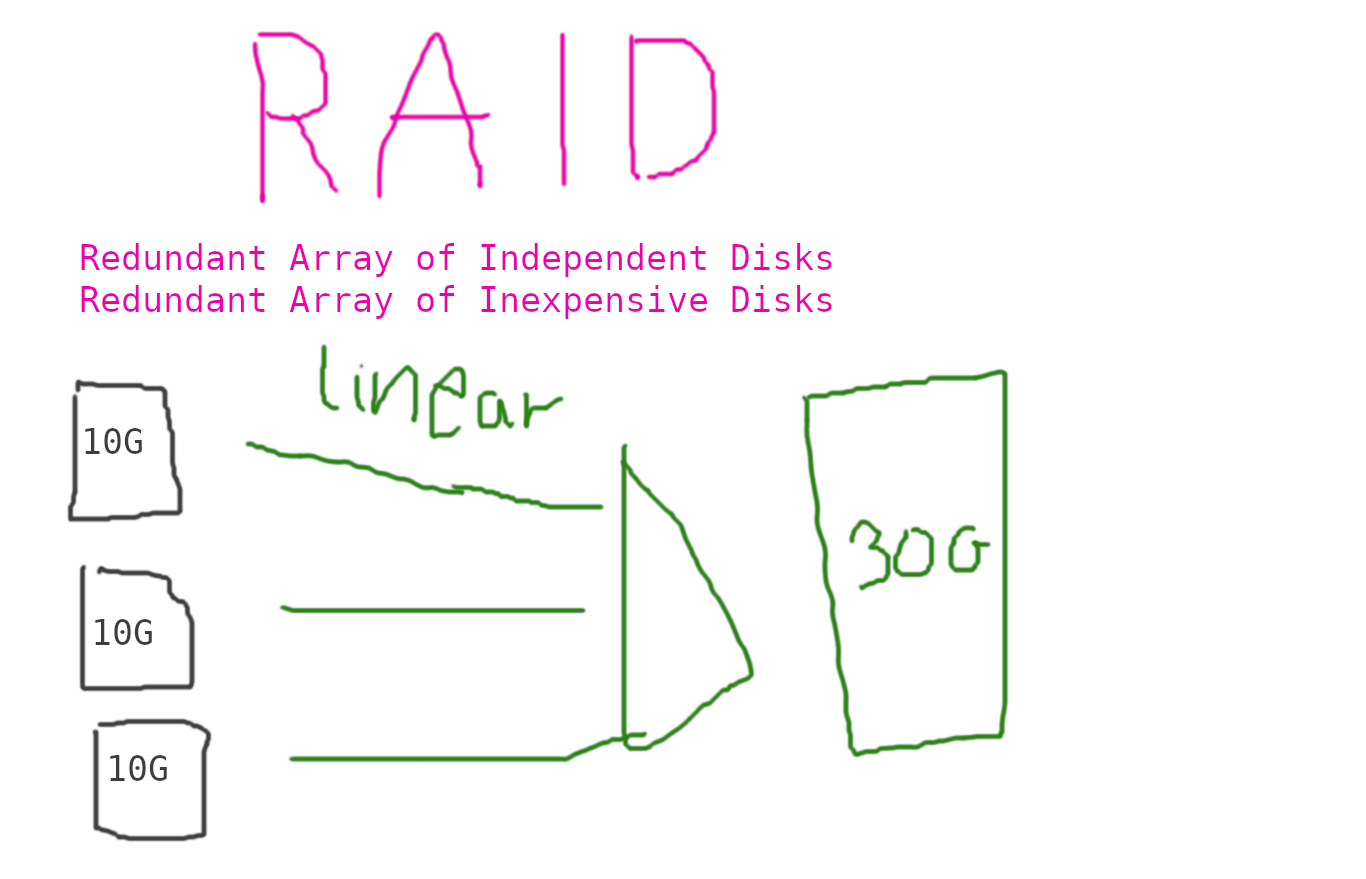 RAID
Redundant Array of Independent Disks
Redundant Array of Inexpensive Disks
linear
10G
30G
10G
10G